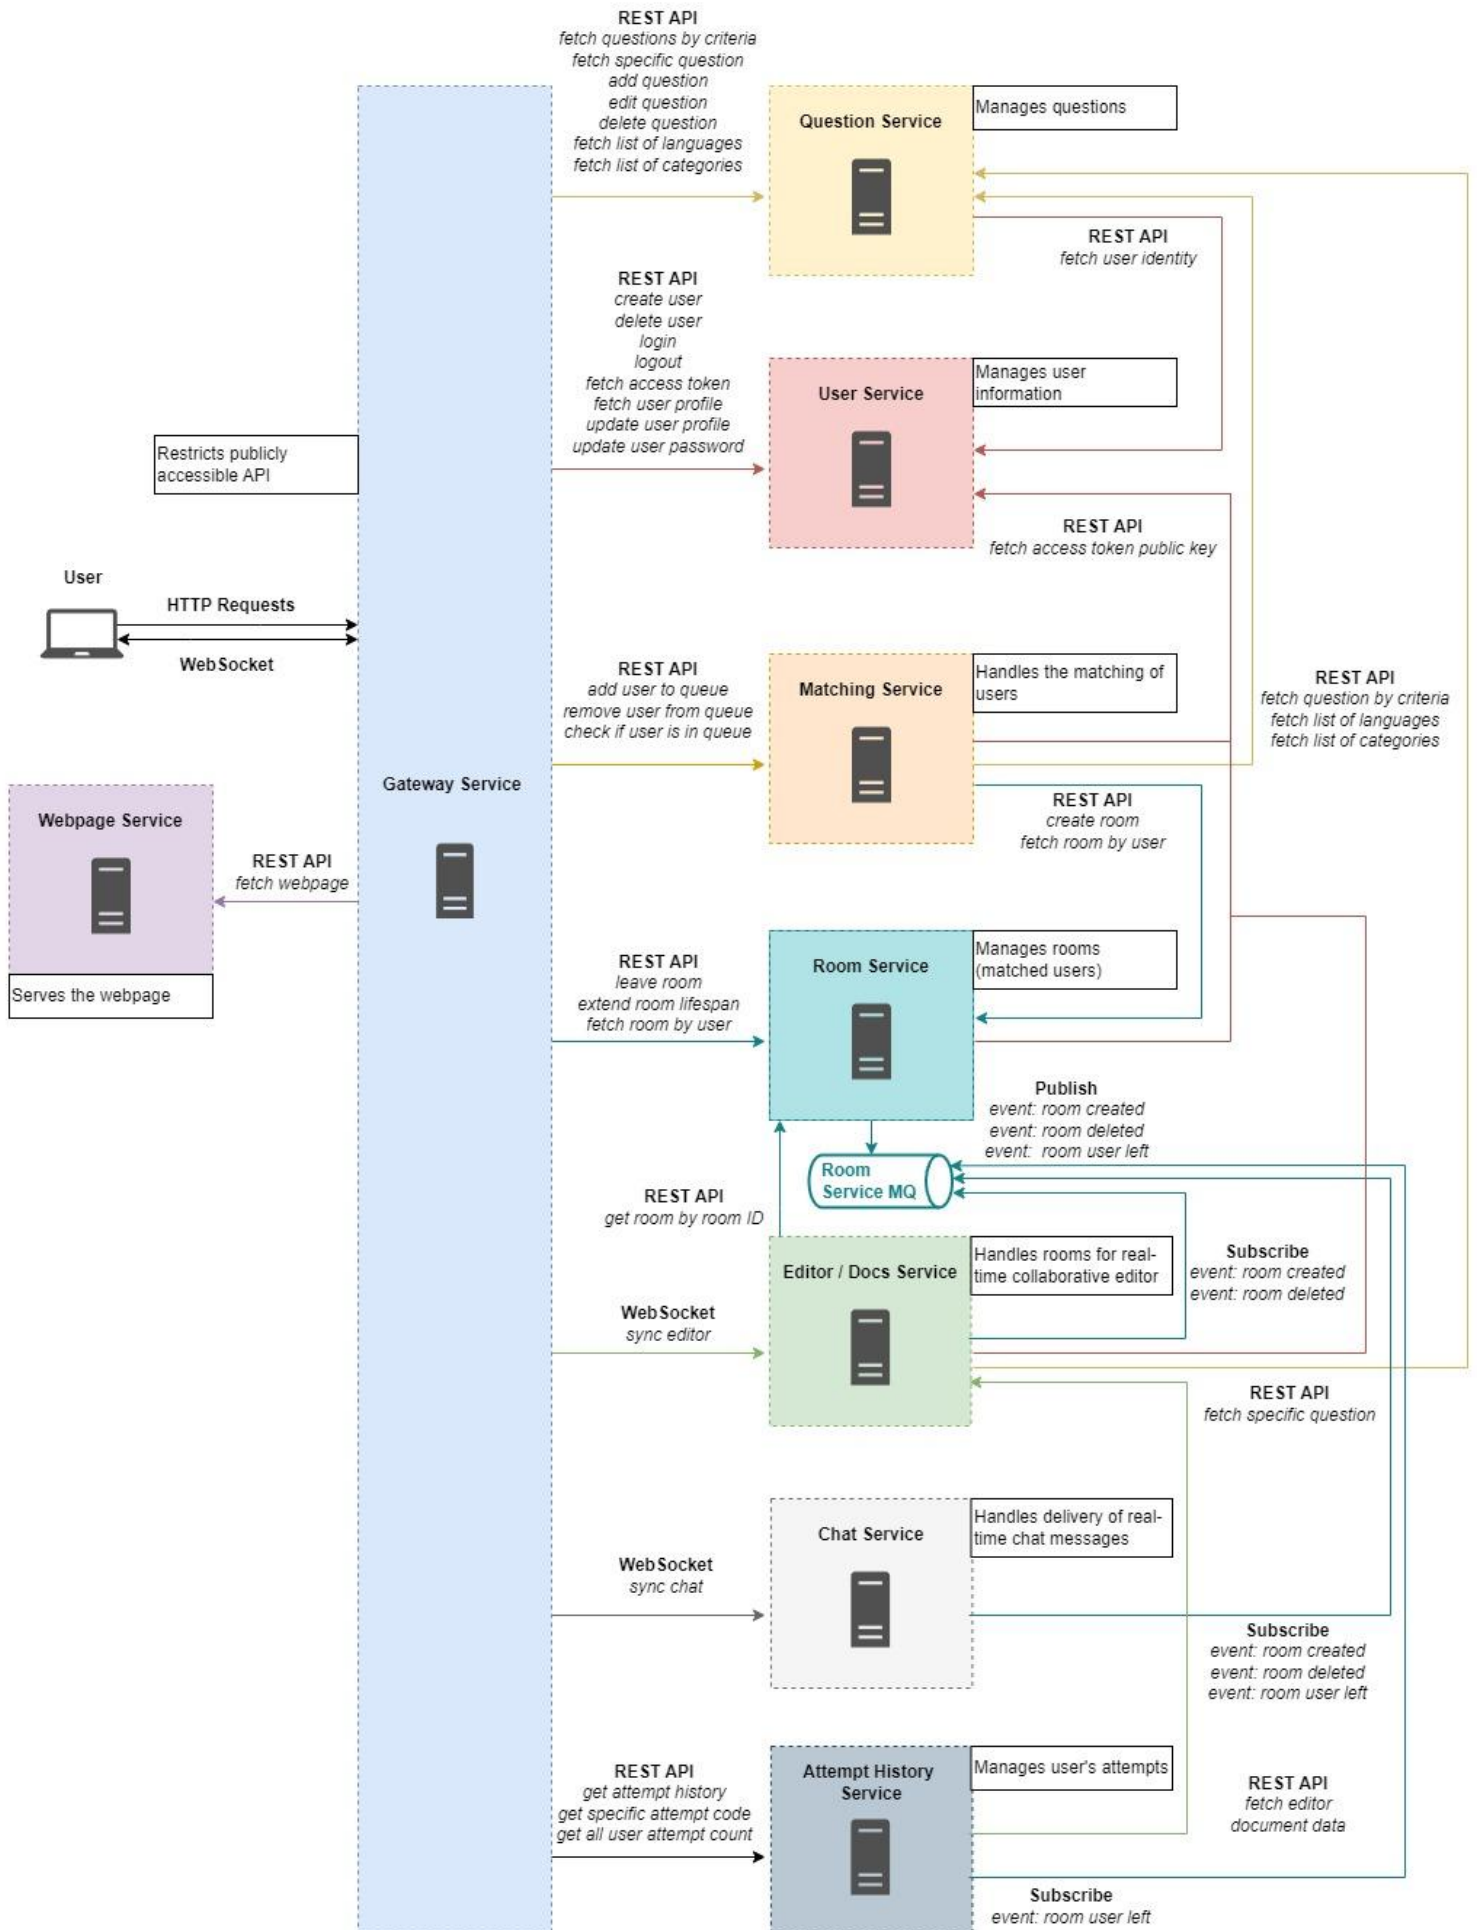 REST API
fetch questions by criteria
fetch specific question
add question
edit question
delete question
fetch list of languages
fetch list of categories
Question Service
Manages questions
REST API
fetch user identity
REST API
create user
delete user
login
logout
fetch access token
fetch user profile
update user profile
update user password
User Service
Manages user
information
Restricts publicly
accessible API
REST API
fetch access token public key
User
HTTP Requests
WebSocket
REST API
add user to queue
remove user from queue
check if user is in queue
Matching Service
Handles the matching of
users
REST API
fetch question by criteria
fetch list of languages
fetch list of categories
Gateway Service
Webpage Service
REST API
fetch webpage
Serves the webpage
REST API
create room
fetch room by user
REST API
leave room
extend room lifespan
fetch room by user
Room Service
Manages rooms
(matched users)
Publish
event: room created
event: room deleted
event: room user left
Room
Service MQ
REST API
get room by room ID
Editor / Docs Service
Handles rooms for real-
time collaborative editor
Subscribe
event: room created
event: room deleted
WebSocket
sync editor
REST API
fetch specific question
Chat Service
Handles delivery of real-
time chat messages
WebSocket
sync chat
Subscribe
event: room created
event: room deleted
event: room user left
REST API
get attempt history
get specific attempt code
get all user attempt count
Attempt History
Service
Manages user's attempts
REST API
fetch editor
document data
Subscribe
event: room user left